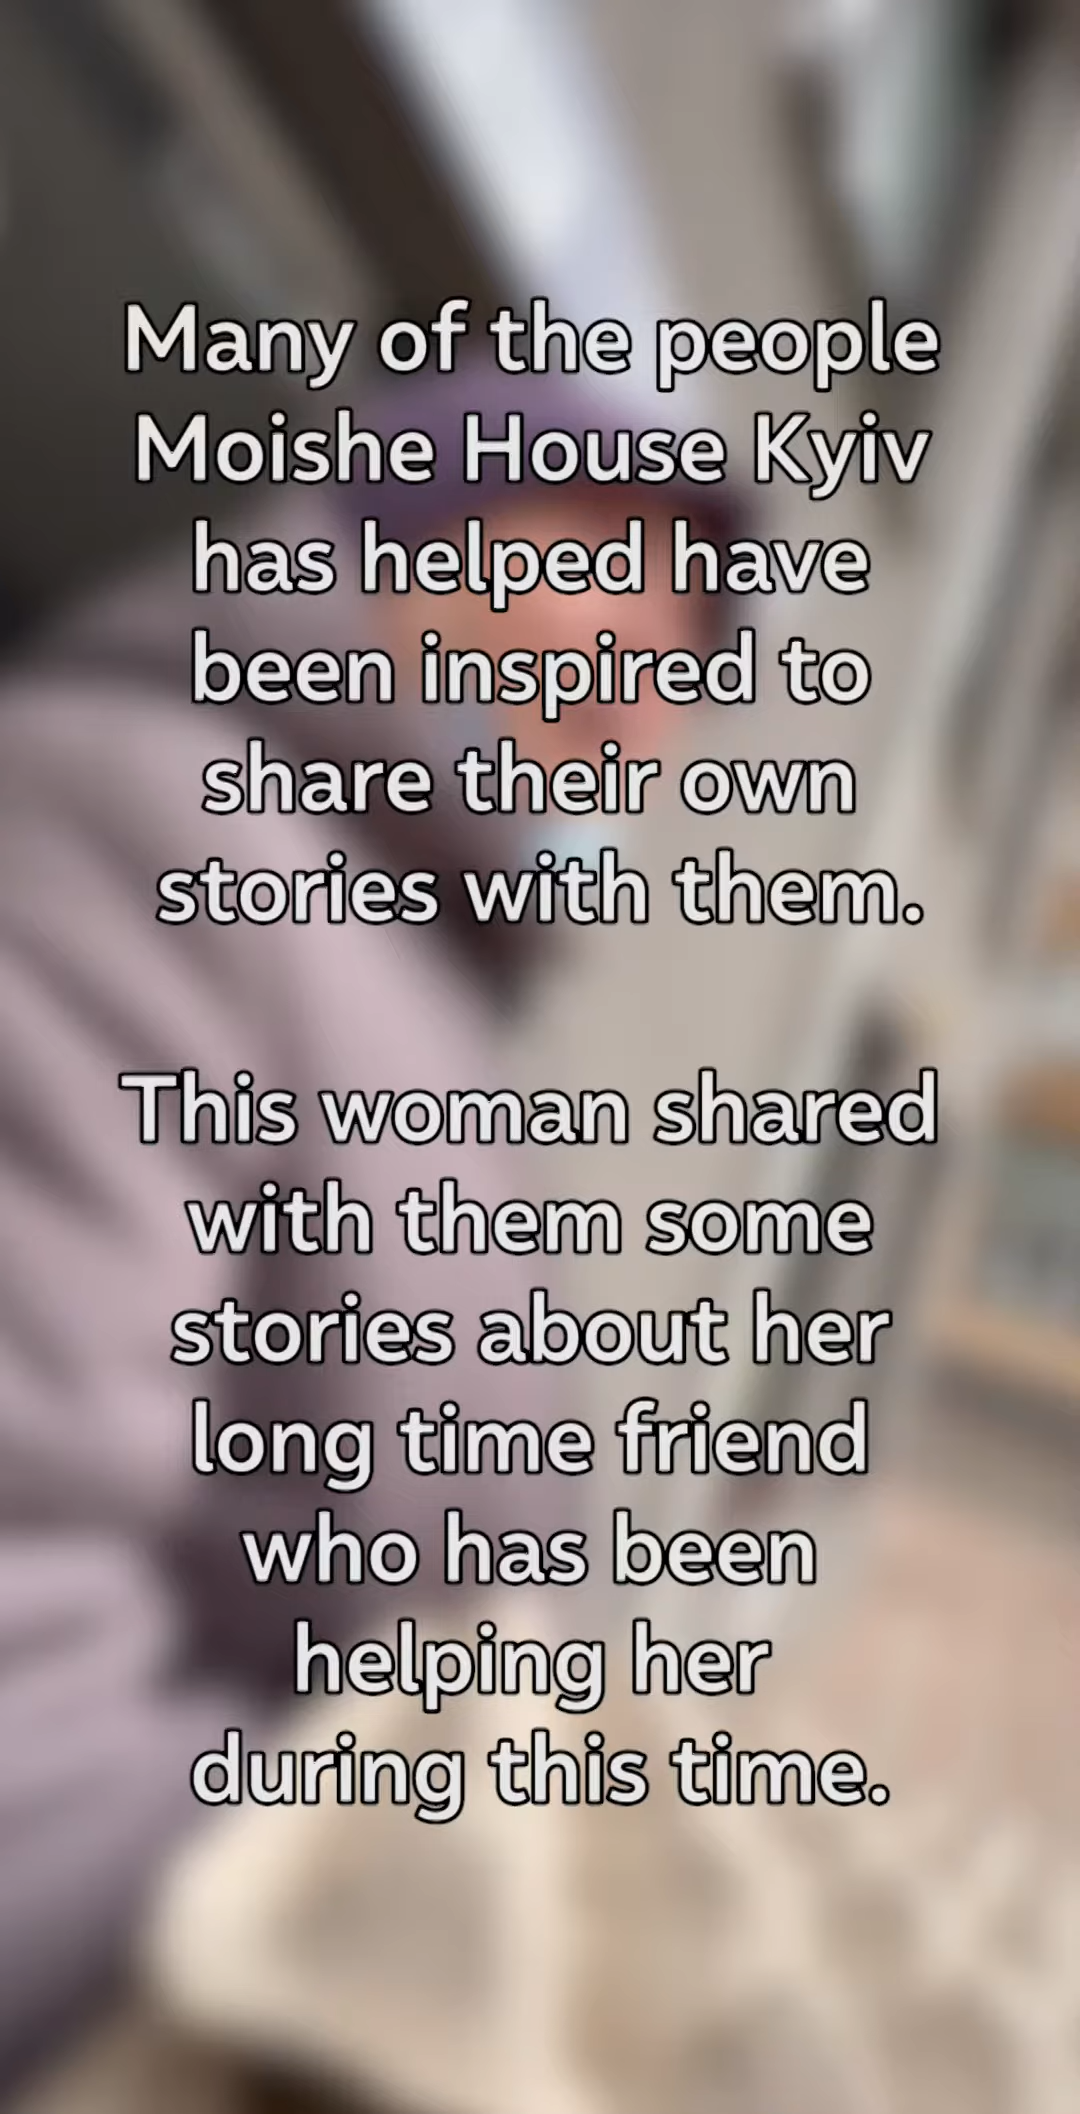 Many of the people
Moishe House Kyiv
has helped have
been inspired to
share their own
stories with them.
This woman shared
with them some
stories about her
long time friend
who has been
helping her
during this time.